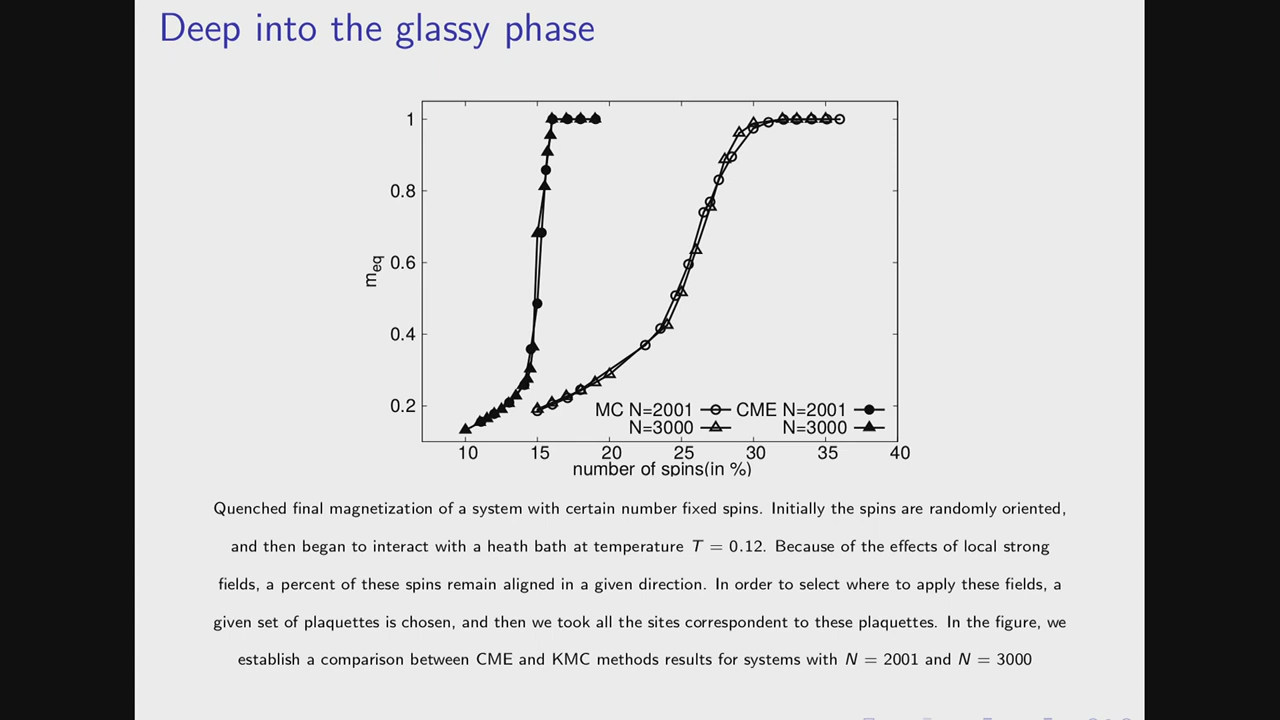 Deep into the glassy phase
1
0.8
0.6
0.4
0.2
m_eq
MC N=2001 CME N=2001
N=3000 N=3000
10 15 20 25 30 35 40
number of spins(in %)
Quenched final magnetization of a system with certain number fixed spins. Initially the spins are randomly oriented,
and then began to interact with a heath bath at temperature T = 0.12. Because of the effects of local strong
fields, a percent of these spins remain aligned in a given direction. In order to select where to apply these fields, a
given set of plaquettes is chosen, and then we took all the sites correspondent to these plaquettes. In the figure, we
establish a comparison between CME and KMC methods results for systems with N = 2001 and N = 3000